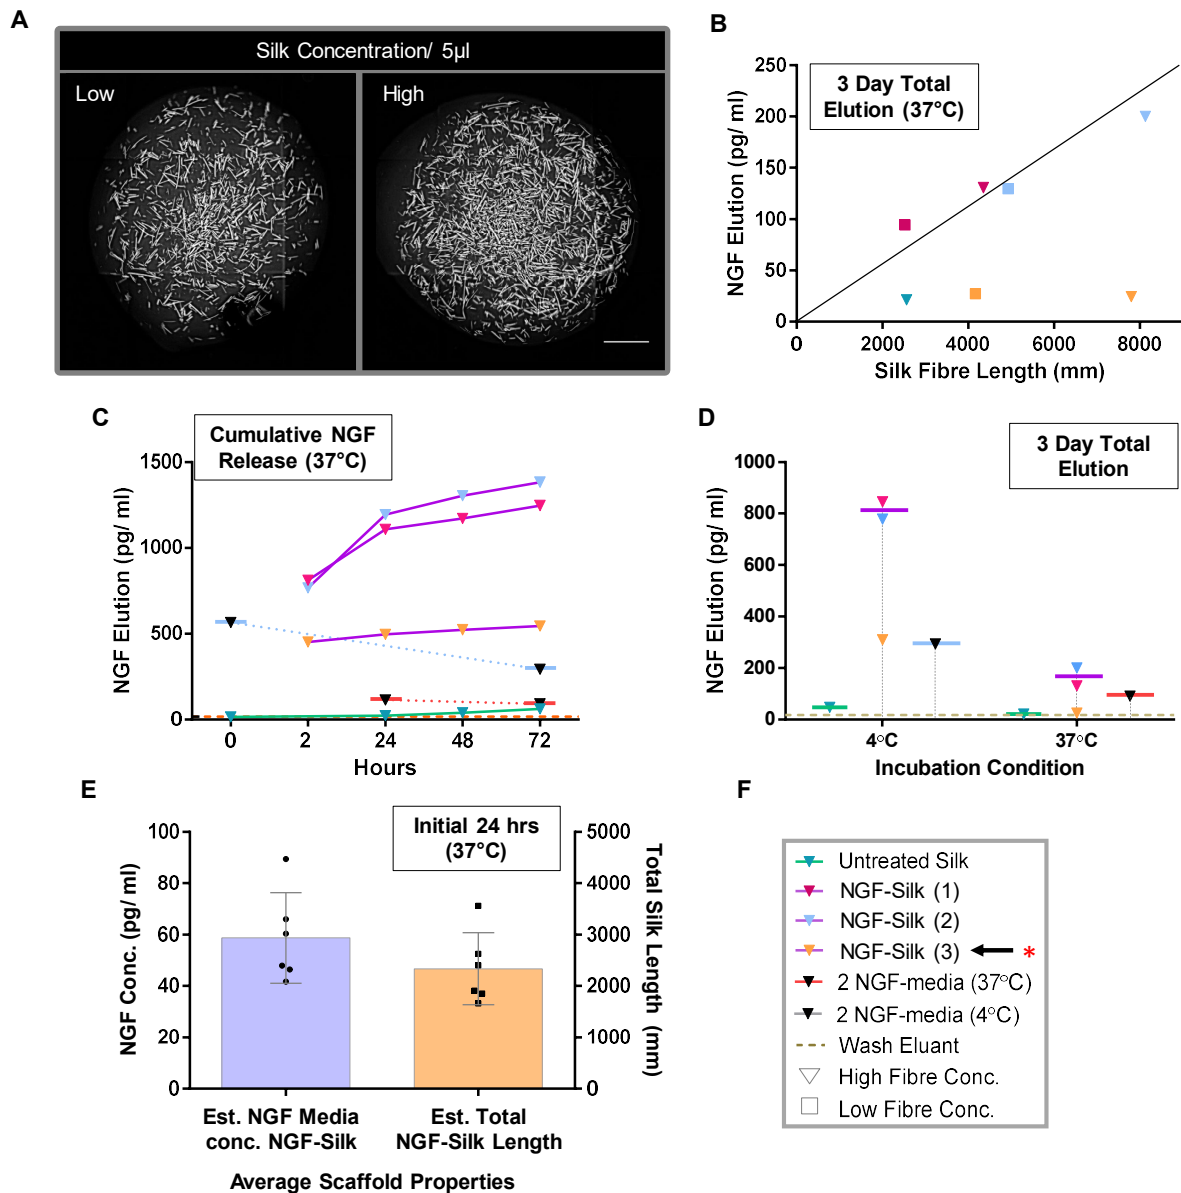 A
Silk Concentration/ 5µl
Low
High
B
3 Day Total
Elution (37°C)
NGF Elution (pg/ ml)
250
200
150
100
50
0
0
2000
4000
6000
8000
Silk Fibre Length (mm)
C
Cumulative NGF
Release (37°C)
NGF Elution (pg/ ml)
1500
1000
500
0
0
2
24
48
72
Hours
D
3 Day Total
Elution
NGF Elution (pg/ ml)
1000
800
600
400
200
0
4°C
37°C
Incubation Condition
E
Initial 24 hrs
(37°C)
NGF Conc. (pg/ ml)
100
80
60
40
20
0
5000
4000
3000
2000
1000
0
Total Silk Length (mm)
Est. NGF Media
conc. NGF-Silk
Est. Total
NGF-Silk Length
Average Scaffold Properties
F
Untreated Silk
NGF-Silk (1)
NGF-Silk (2)
NGF-Silk (3) *
2 NGF-media (37°C)
2 NGF-media (4°C)
Wash Eluant
High Fibre Conc.
Low Fibre Conc.